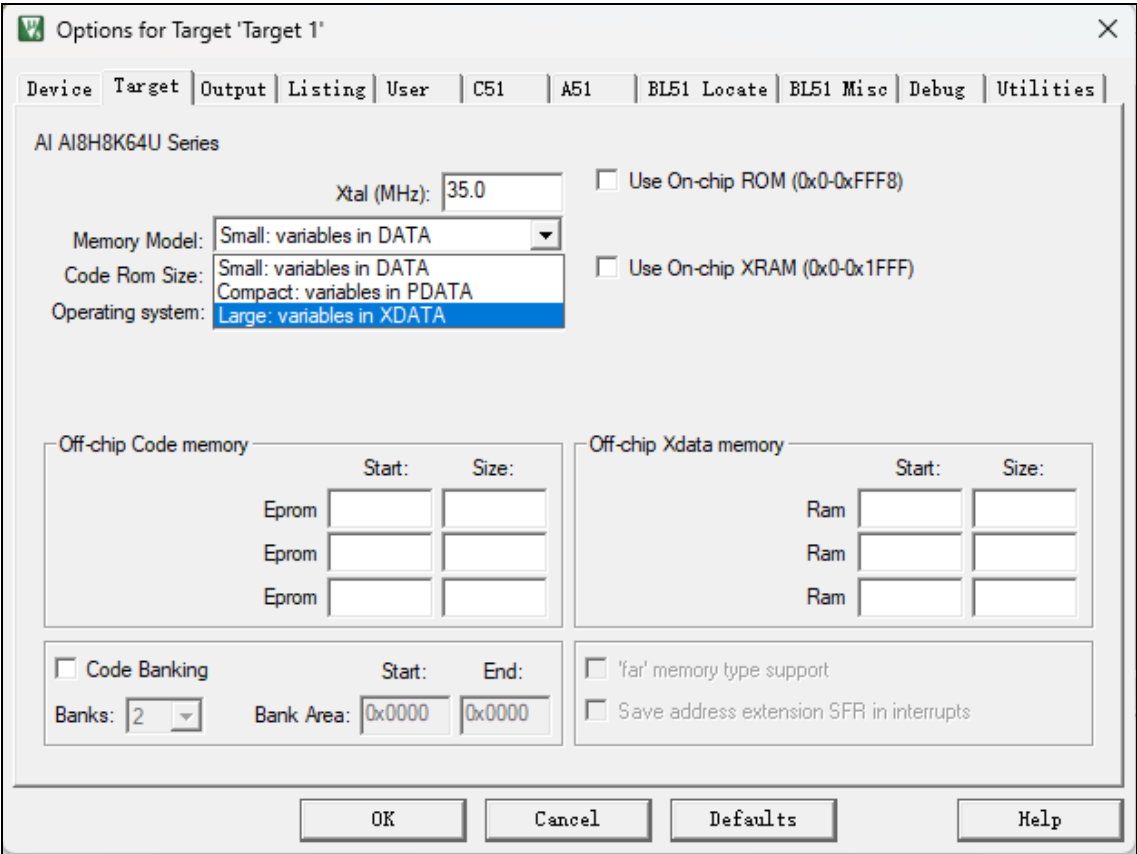 Options for Target 'Target 1'
Device Target Output Listing User C51 A51 BL51 Locate BL51 Misc Debug Utilities
AI AI8H8K64U Series
Xtal (MHz): 35.0
Use On-chip ROM (0x0-0xFFF8)
Memory Model: Small: variables in DATA
Code Rom Size: Small: variables in DATA
Use On-chip XRAM (0x0-0x1FFF)
Compact: variables in PDATA
Operating system: Large: variables in XDATA
Off-chip Code memory
Start: Size:
Eprom
Eprom
Eprom
Off-chip Xdata memory
Start: Size:
Ram
Ram
Ram
Code Banking Start: End:
Banks: 2 Bank Area: 0x0000 0x0000
'far' memory type support
Save address extension SFR in interrupts
OK Cancel Defaults Help